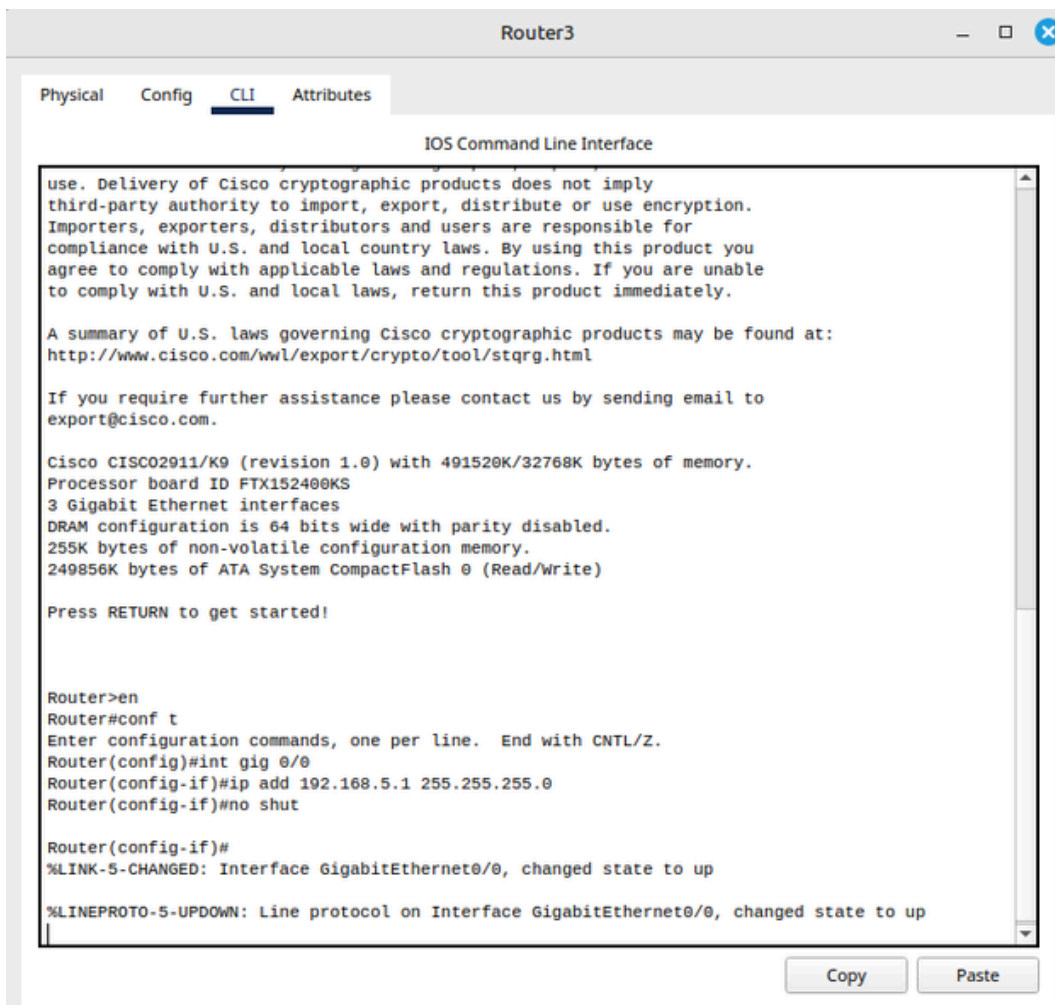 Router3
Physical Config CLI Attributes
IOS Command Line Interface
use. Delivery of Cisco cryptographic products does not imply
third-party authority to import, export, distribute or use encryption.
Importers, exporters, distributors and users are responsible for
compliance with U.S. and local country laws. By using this product you
agree to comply with applicable laws and regulations. If you are unable
to comply with U.S. and local laws, return this product immediately.
A summary of U.S. laws governing Cisco cryptographic products may be found at:
http://www.cisco.com/wwl/export/crypto/tool/stqrg.html
If you require further assistance please contact us by sending email to
export@cisco.com.
Cisco CISCO2911/K9 (revision 1.0) with 491520K/32768K bytes of memory.
Processor board ID FTX152400KS
3 Gigabit Ethernet interfaces
DRAM configuration is 64 bits wide with parity disabled.
255K bytes of non-volatile configuration memory.
249856K bytes of ATA System CompactFlash 0 (Read/Write)
Press RETURN to get started!
Router>en
Router#conf t
Enter configuration commands, one per line.  End with CNTL/Z.
Router(config)#int gig 0/0
Router(config-if)#ip add 192.168.5.1 255.255.255.0
Router(config-if)#no shut
Router(config-if)#
%LINK-5-CHANGED: Interface GigabitEthernet0/0, changed state to up
%LINEPROTO-5-UPDOWN: Line protocol on Interface GigabitEthernet0/0, changed state to up
Copy Paste